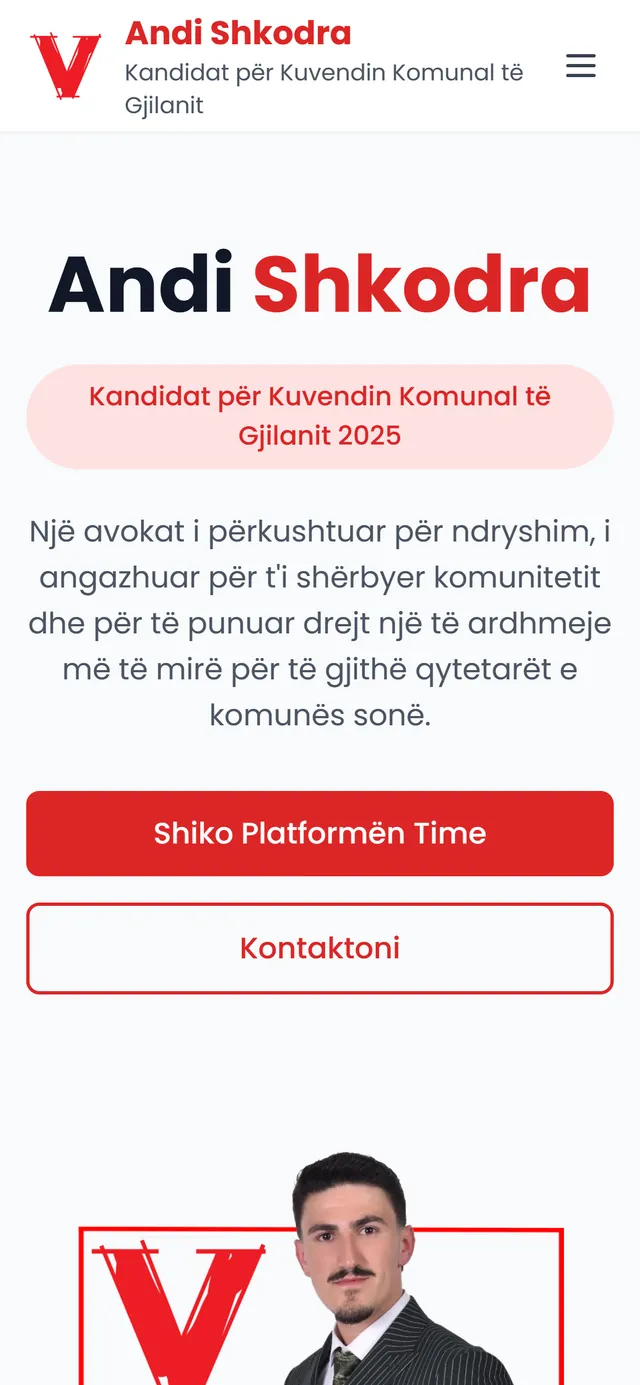 V
Andi Shkodra
Kandidat për Kuvendin Komunal të
Gjilanit
Andi Shkodra
Kandidat për Kuvendin Komunal të
Gjilanit 2025
Një avokat i përkushtuar për ndryshim, i
angazhuar për t'i shërbyer komunitetit
dhe për të punuar drejt një të ardhmeje
më të mirë për të gjithë qytetarët e
komunës sonë.
Shiko Platformën Time
Kontaktoni
V